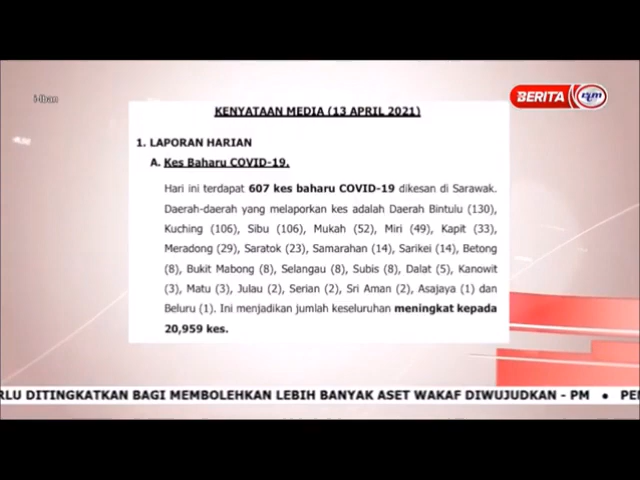 i-Iban
BERITA rtm
KENYATAAN MEDIA (13 APRIL 2021)
1. LAPORAN HARIAN
A. Kes Baharu COVID-19.
Hari ini terdapat 607 kes baharu COVID-19 dikesan di Sarawak.
Daerah-daerah yang melaporkan kes adalah Daerah Bintulu (130),
Kuching (106), Sibu (106), Mukah (52), Miri (49), Kapit (33),
Meradong (29), Saratok (23), Samarahan (14), Sarikei (14), Betong
(8), Bukit Mabong (8), Selangau (8), Subis (8), Dalat (5), Kanowit
(3), Matu (3), Julau (2), Serian (2), Sri Aman (2), Asajaya (1) dan
Beluru (1). Ini menjadikan jumlah keseluruhan meningkat kepada
20,959 kes.
RLU DITINGKATKAN BAGI MEMBOLEHKAN LEBIH BANYAK ASET WAKAF DIWUJUDKAN - PM • PEN